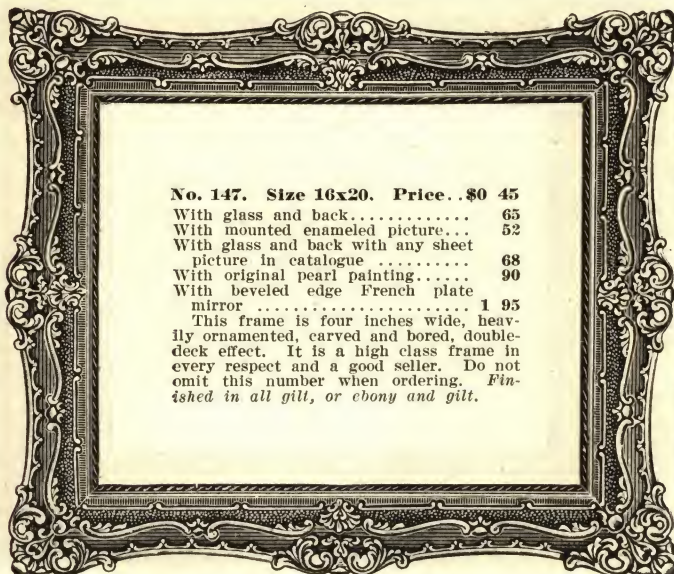 No. 147. Size 16x20. Price..$0 45
With glass and back............. 65
With mounted enameled picture... 52
With glass and back with any sheet
picture in catalogue .......... 68
With original pearl painting...... 90
With beveled edge French plate
mirror ........................ 1 95
This frame is four inches wide, heav-
ily ornamented, carved and bored, double-
deck effect. It is a high class frame in
every respect and a good seller. Do not
omit this number when ordering. Fin-
ished in all gilt, or ebony and gilt.